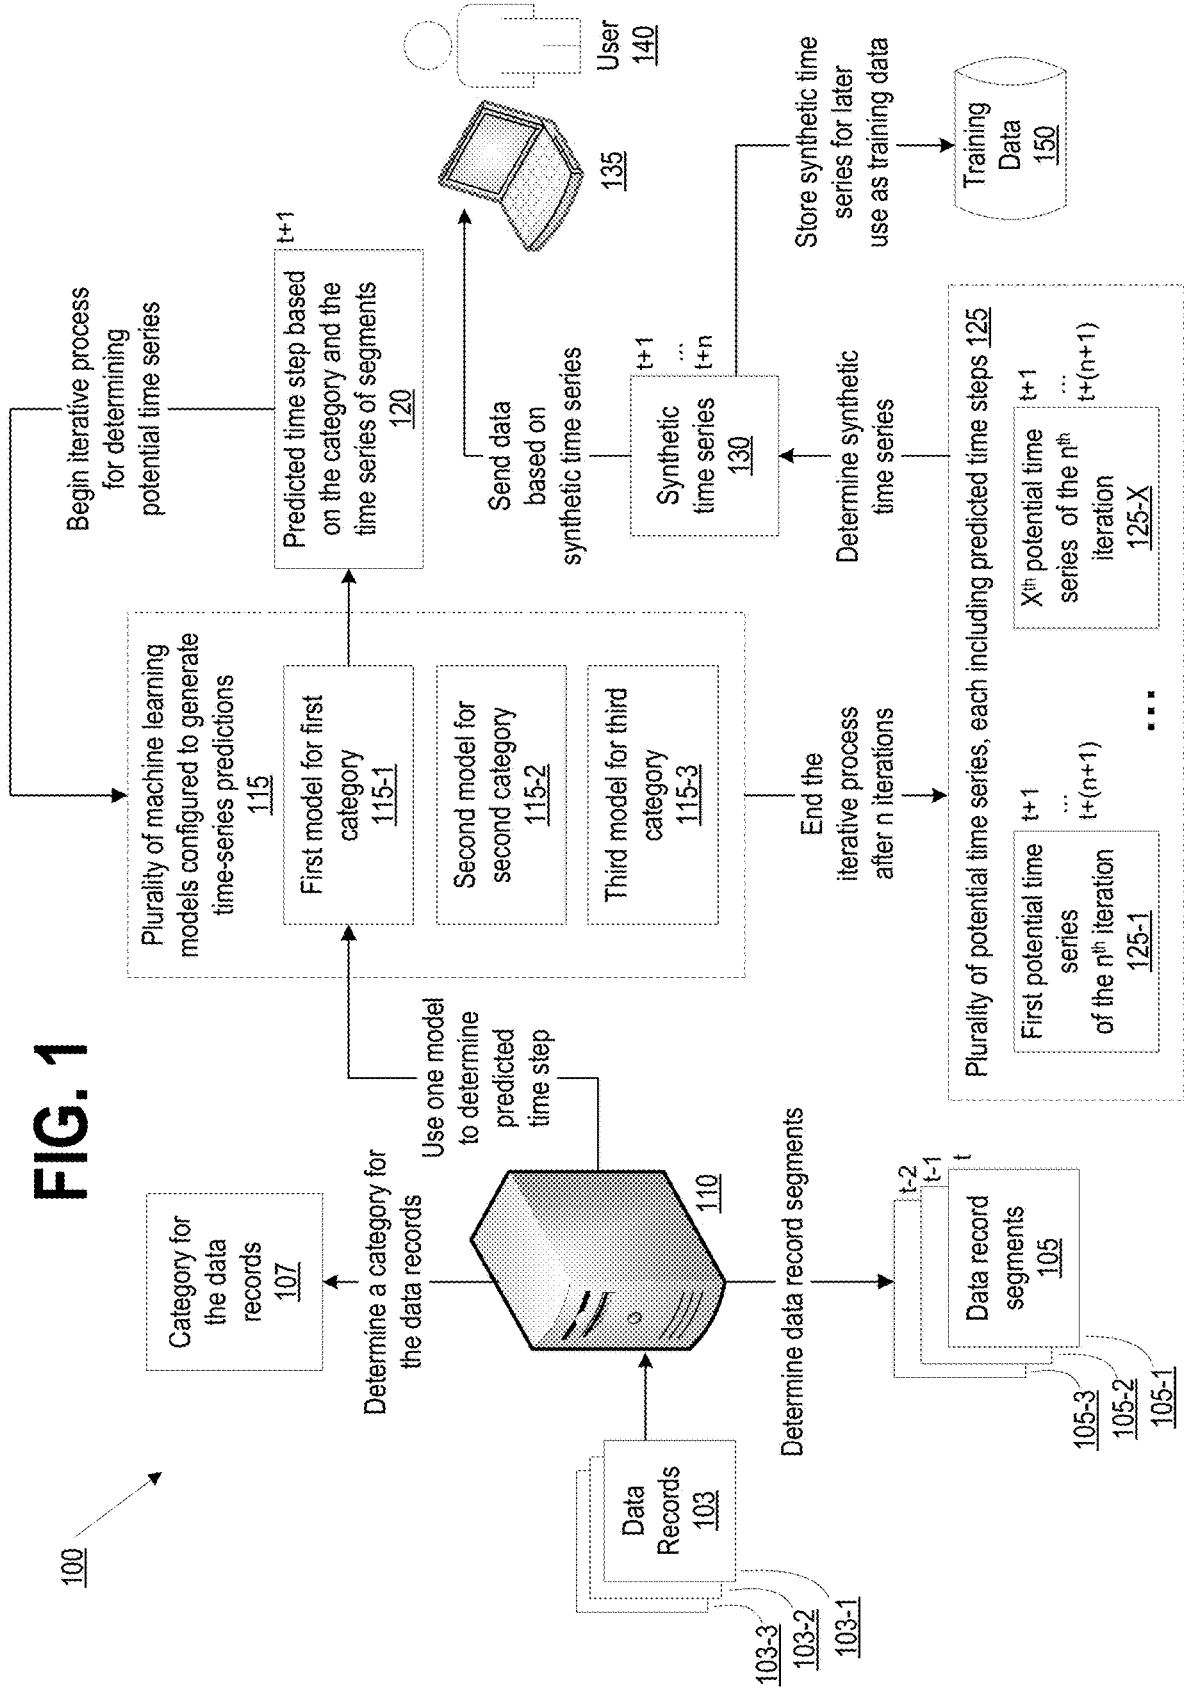 FIG. 1
100
Category for
the data
records
107
Determine a category for
the data records
Data
Records
103
103-3
103-2
103-1
110
Determine data record segments
t-2
t-1
t
Data record
segments
105
105-3
105-2
105-1
Use one model
to determine
predicted
time step
Plurality of machine learning
models configured to generate
time-series predictions
115
First model for first
category
115-1
Second model for
second category
115-2
Third model for third
category
115-3
Begin iterative process
for determining
potential time series
t+1
Predicted time step based
on the category and the
time series of segments
120
End the
iterative process
after n iterations
Plurality of potential time series, each including predicted time steps 125
First potential time
series
of the nth iteration
125-1
t+1
...
t+(n+1)
...
Xth potential time
series of the nth
iteration
125-X
t+1
...
t+(n+1)
Determine synthetic
time series
Synthetic
time series
130
t+1
...
t+n
Send data
based on
synthetic time series
135
User
140
Store synthetic time
series for later
use as training data
Training
Data
150